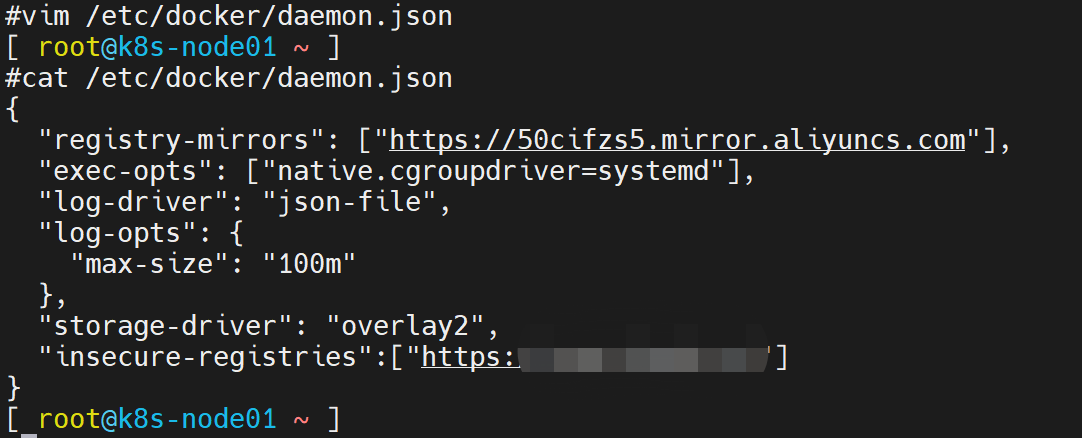 #vim /etc/docker/daemon.json
[ root@k8s-node01 ~ ]
#cat /etc/docker/daemon.json
{
  "registry-mirrors": ["https://50cifzs5.mirror.aliyuncs.com"],
  "exec-opts": ["native.cgroupdriver=systemd"],
  "log-driver": "json-file",
  "log-opts": {
    "max-size": "100m"
  },
  "storage-driver": "overlay2",
  "insecure-registries":["https:"]
}
[ root@k8s-node01 ~ ]